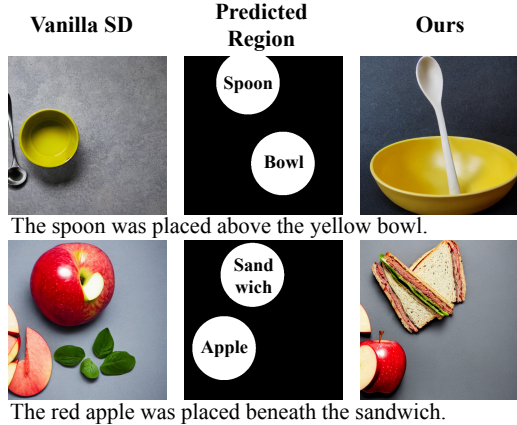 Vanilla SD
Predicted
Region
Ours
Spoon
Bowl
The spoon was placed above the yellow bowl.
Sand
wich
Apple
The red apple was placed beneath the sandwich.